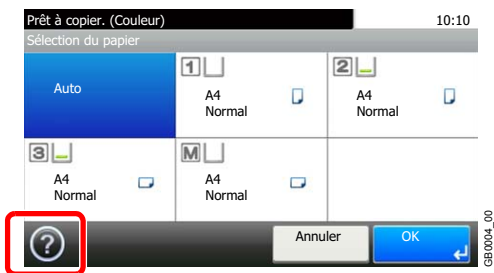 Prêt à copier. (Couleur) 10:10
Sélection du papier
Auto
1
A4
Normal
2
A4
Normal
3
A4
Normal
M
A4
Normal
?
Annuler
OK
GB0004_00